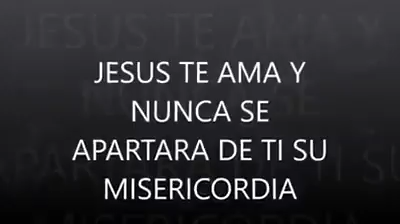 JESUS TE AMA Y
NUNCA SE
APARTARA DE TI SU
MISERICORDIA